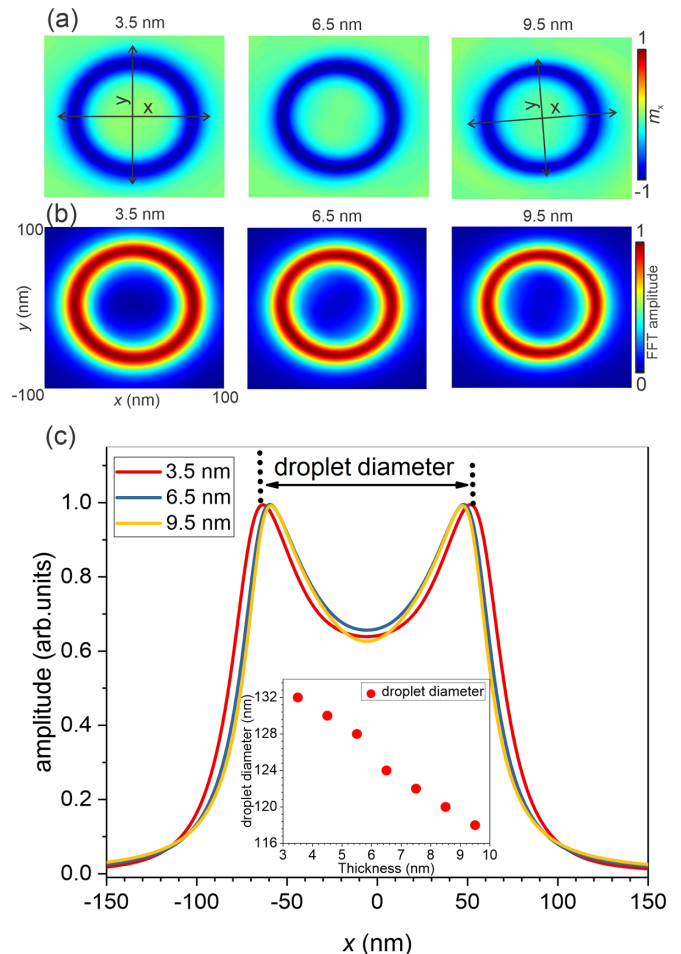 (a)
3.5 nm
6.5 nm
9.5 nm
y
x
y
x
1
mₓ
-1
(b)
3.5 nm
6.5 nm
9.5 nm
100
y (nm)
-100
x (nm)
100
1
FFT amplitude
0
(c)
droplet diameter
3.5 nm
6.5 nm
9.5 nm
amplitude (arb.units)
1.0
0.8
0.6
0.4
0.2
0.0
droplet diameter
droplet diameter (nm)
132
128
124
120
116
3 4 5 6 7 8 9 10
Thickness (nm)
-150 -100 -50 0 50 100 150
x (nm)